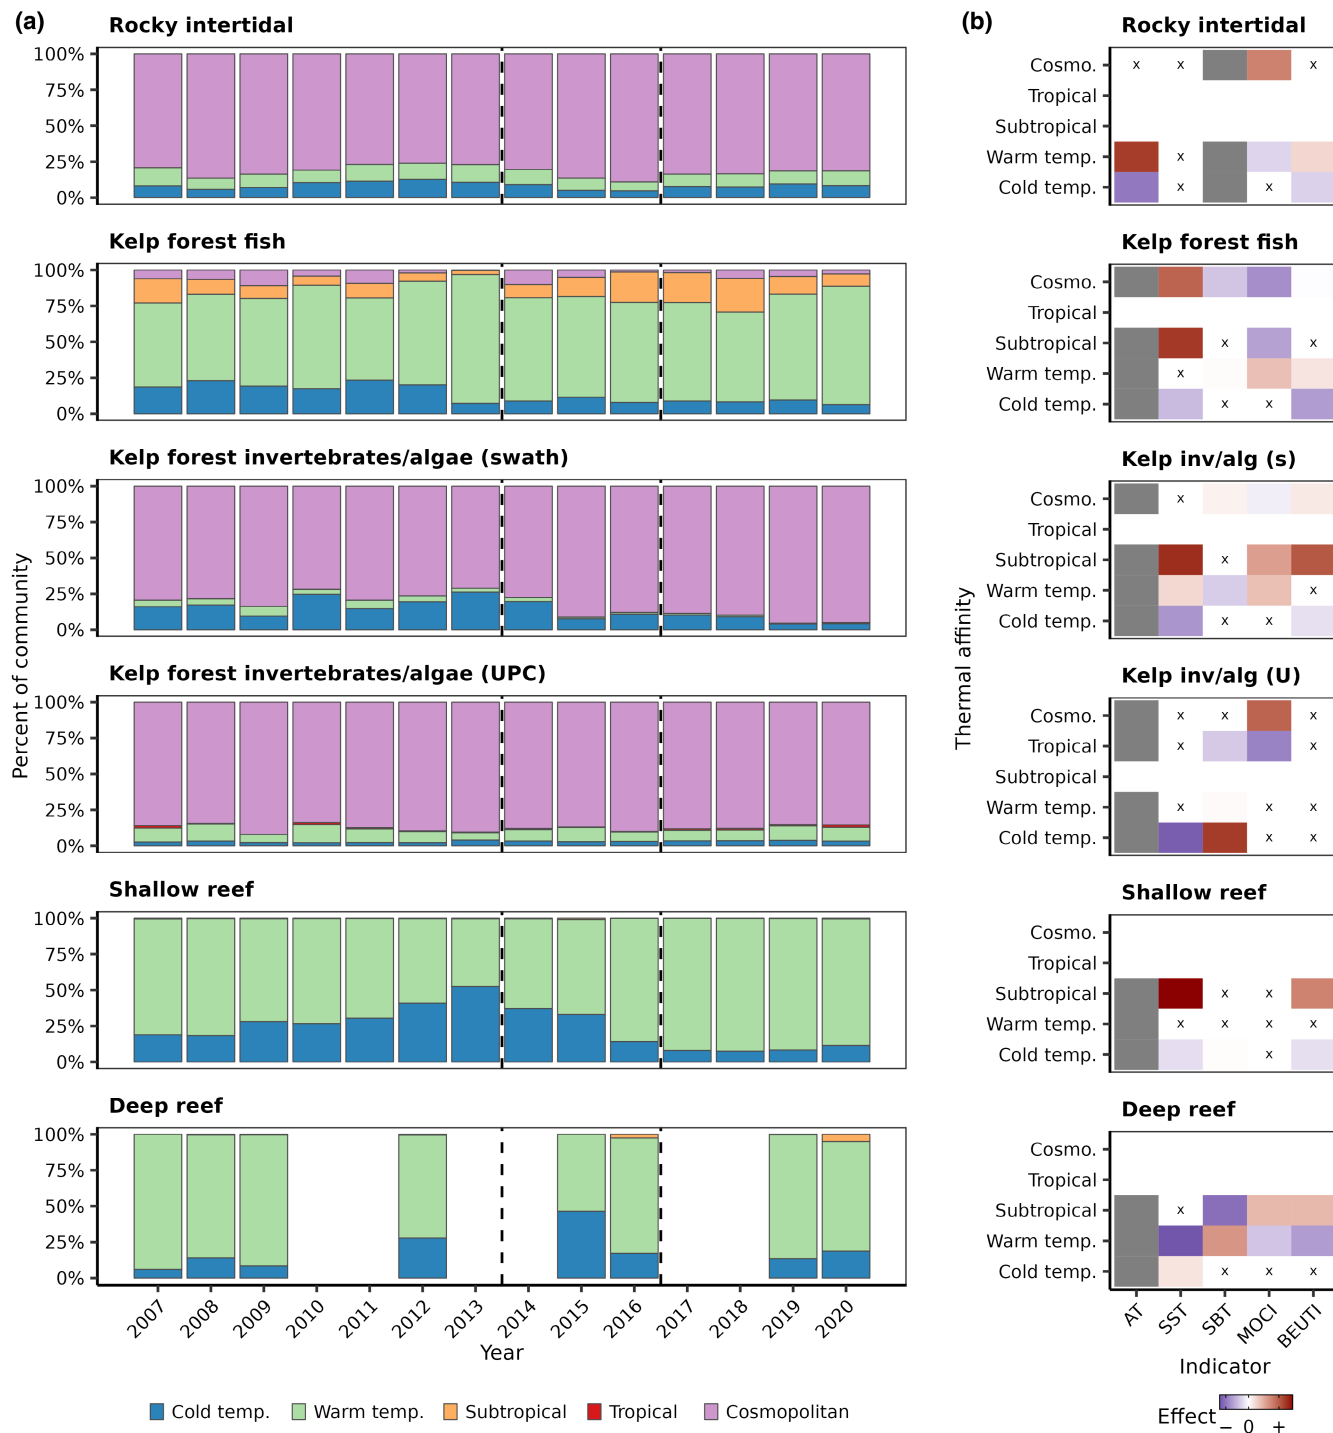 (a)
Rocky intertidal
100%
75%
50%
25%
0%
Kelp forest fish
100%
75%
50%
25%
0%
Kelp forest invertebrates/algae (swath)
100%
75%
50%
25%
0%
Kelp forest invertebrates/algae (UPC)
100%
75%
50%
25%
0%
Shallow reef
100%
75%
50%
25%
0%
Deep reef
100%
75%
50%
25%
0%
Percent of community
2007 2008 2009 2010 2011 2012 2013 2014 2015 2016 2017 2018 2019 2020
Year
Cold temp. Warm temp. Subtropical Tropical Cosmopolitan
(b)
Rocky intertidal
Cosmo. x x x
Tropical
Subtropical
Warm temp. x
Cold temp. x x
Kelp forest fish
Cosmo.
Tropical
Subtropical x x
Warm temp. x
Cold temp. x x
Kelp inv/alg (s)
Cosmo. x
Tropical
Subtropical x
Warm temp. x
Cold temp. x x
Kelp inv/alg (U)
Cosmo. x x x
Tropical x x
Subtropical
Warm temp. x x x
Cold temp. x x
Shallow reef
Cosmo.
Tropical
Subtropical x x
Warm temp. x x x x
Cold temp. x
Deep reef
Cosmo.
Tropical
Subtropical x
Warm temp.
Cold temp. x x x
Thermal affinity
AT SST SBT MOCI BEUTI
Indicator
Effect
− 0 +